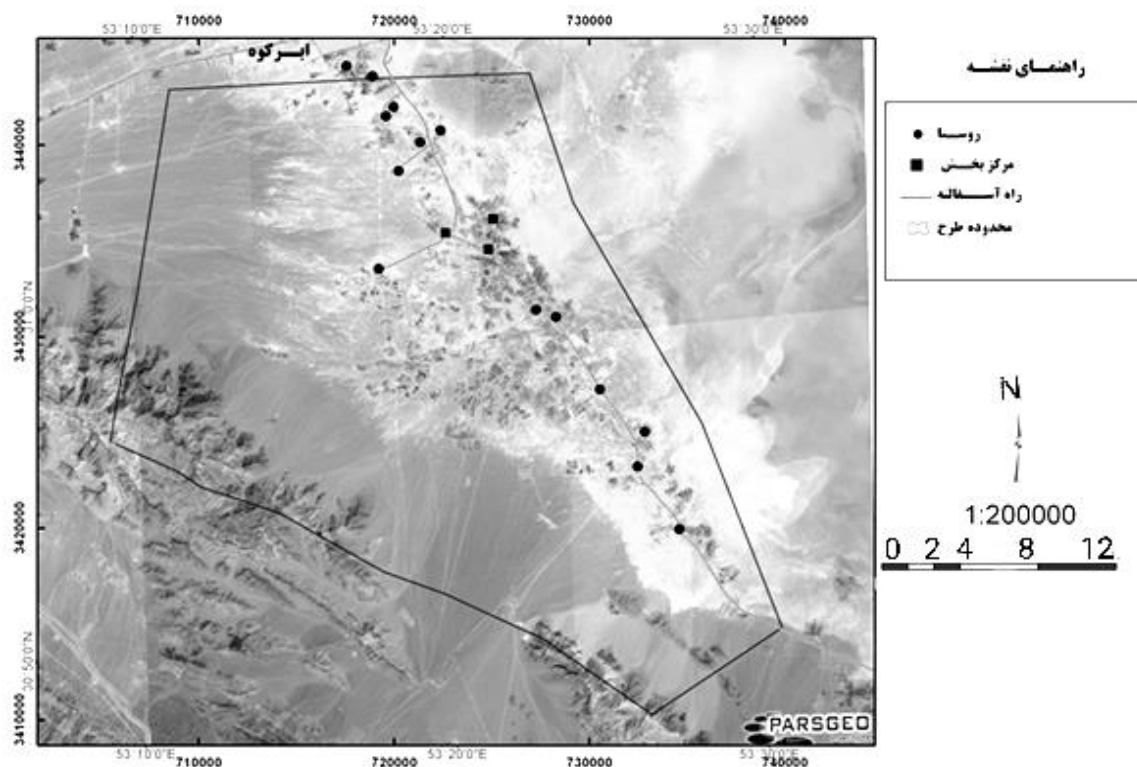 710000 720000 730000 740000
53 10'0"E 53 20'0"E 53 30'0"E
ابرکوه
3440000
3430000
31 0'0"N
3420000
30 50'0"N
3410000
PARSGEO
53 10'0"E 53 20'0"E 53 30'0"E
710000 720000 730000 740000
راهنمای نقشه
روستا
مرکز بخش
راه آسفالته
محدوده طرح
N
1:200000
0 2 4 8 12